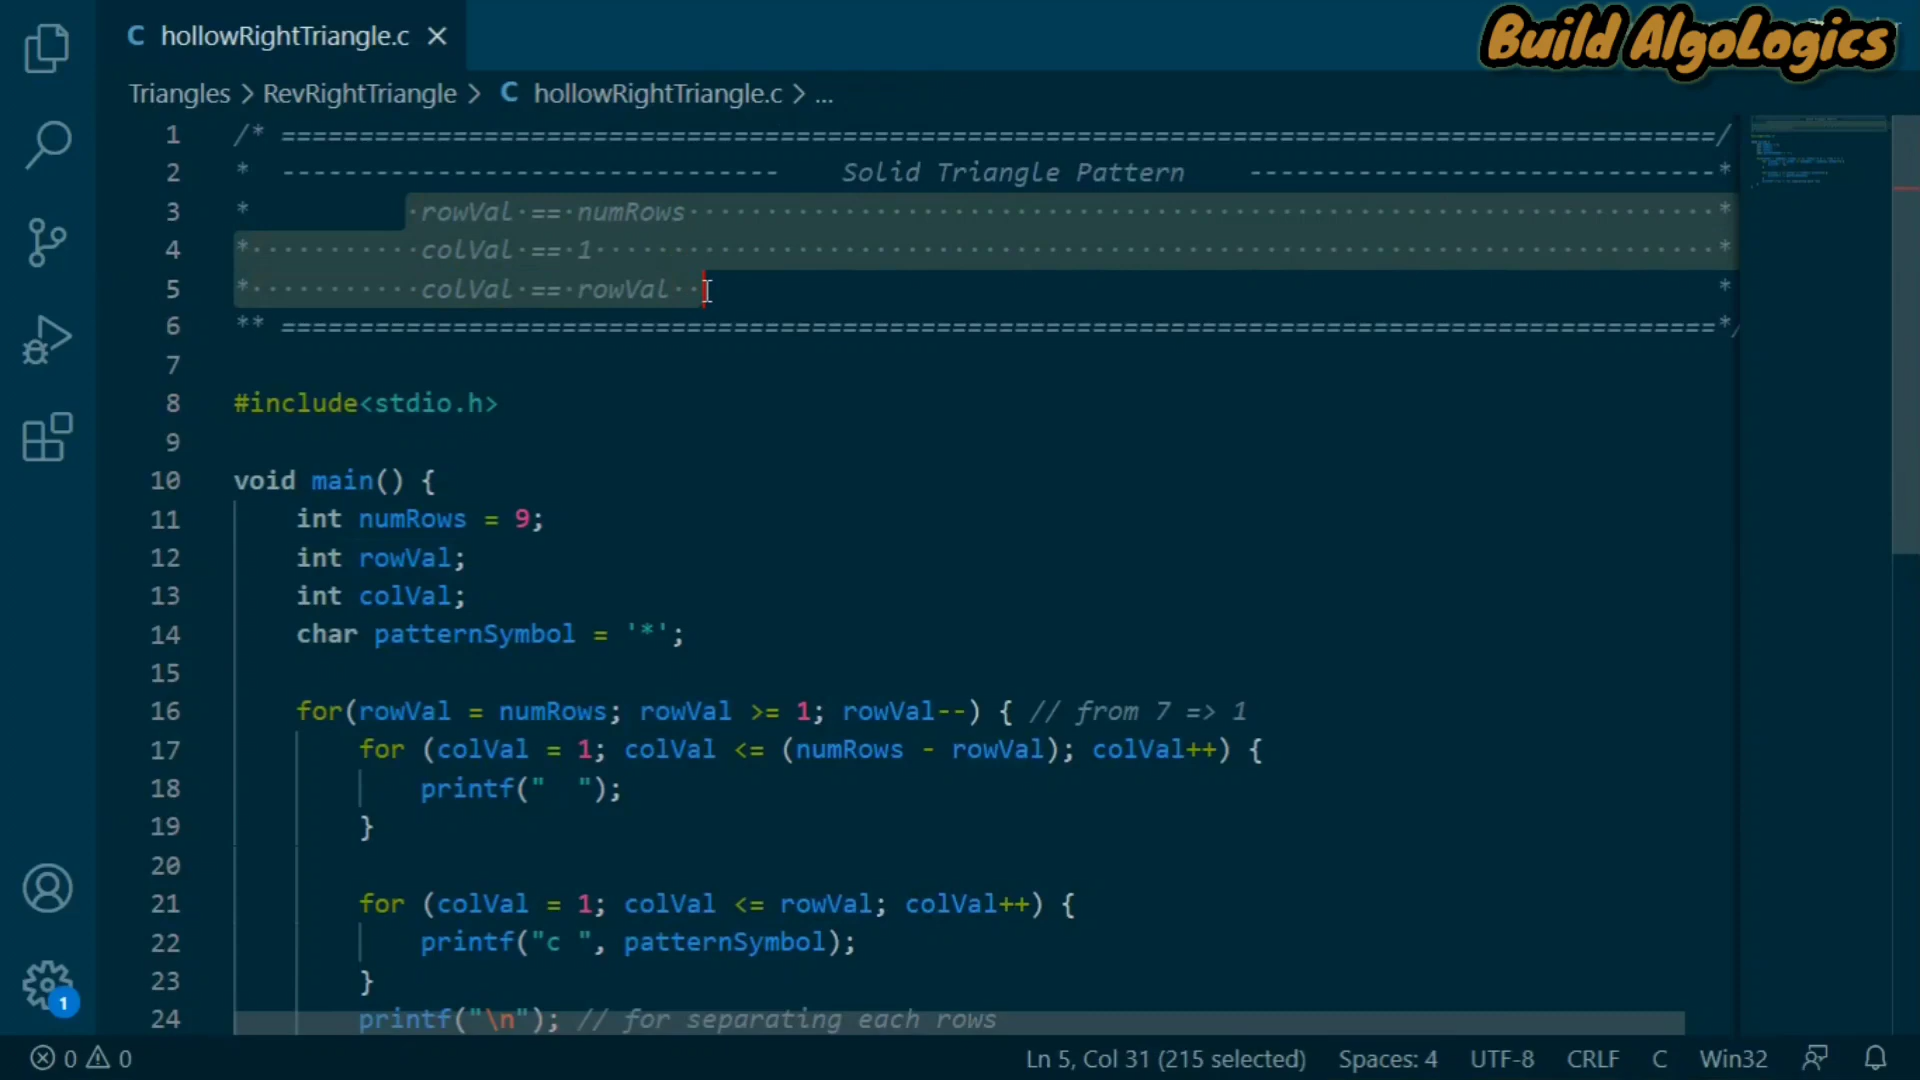 hollowRightTriangle.c
Build AlgoLogics
Triangles > RevRightTriangle > C hollowRightTriangle.c > ...
1 /* ============================================================================================/
2 * -------------------------------- Solid Triangle Pattern ------------------------------*
3 * rowVal == numRows *
4 * colVal == 1 *
5 * colVal == rowVal *
6 ** ============================================================================================*/
7
8 #include<stdio.h>
9
10 void main() {
11 int numRows = 9;
12 int rowVal;
13 int colVal;
14 char patternSymbol = '*';
15
16 for(rowVal = numRows; rowVal >= 1; rowVal--) { // from 7 => 1
17 for (colVal = 1; colVal <= (numRows - rowVal); colVal++) {
18 printf("  ");
19 }
20
21 for (colVal = 1; colVal <= rowVal; colVal++) {
22 printf("c ", patternSymbol);
23 }
24 printf("\n"); // for separating each rows
1
0 0 Ln 5, Col 31 (215 selected) Spaces: 4 UTF-8 CRLF C Win32